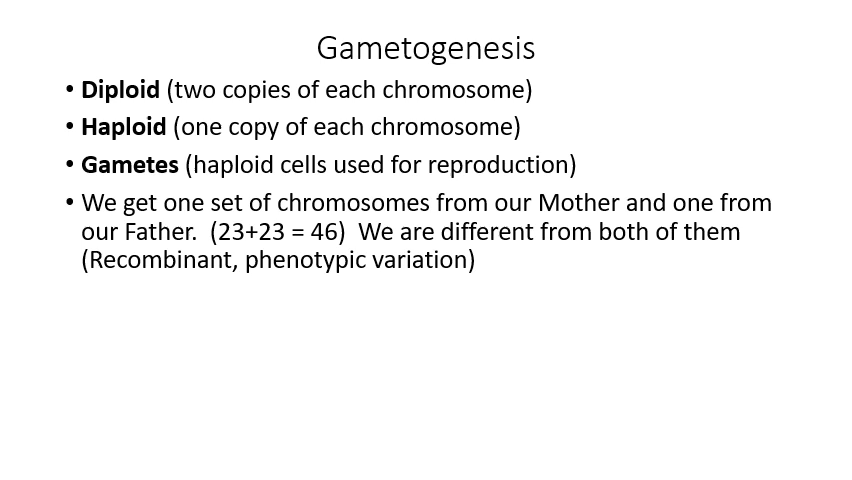 Gametogenesis
• Diploid (two copies of each chromosome)
• Haploid (one copy of each chromosome)
• Gametes (haploid cells used for reproduction)
• We get one set of chromosomes from our Mother and one from
our Father.  (23+23 = 46)  We are different from both of them
(Recombinant, phenotypic variation)